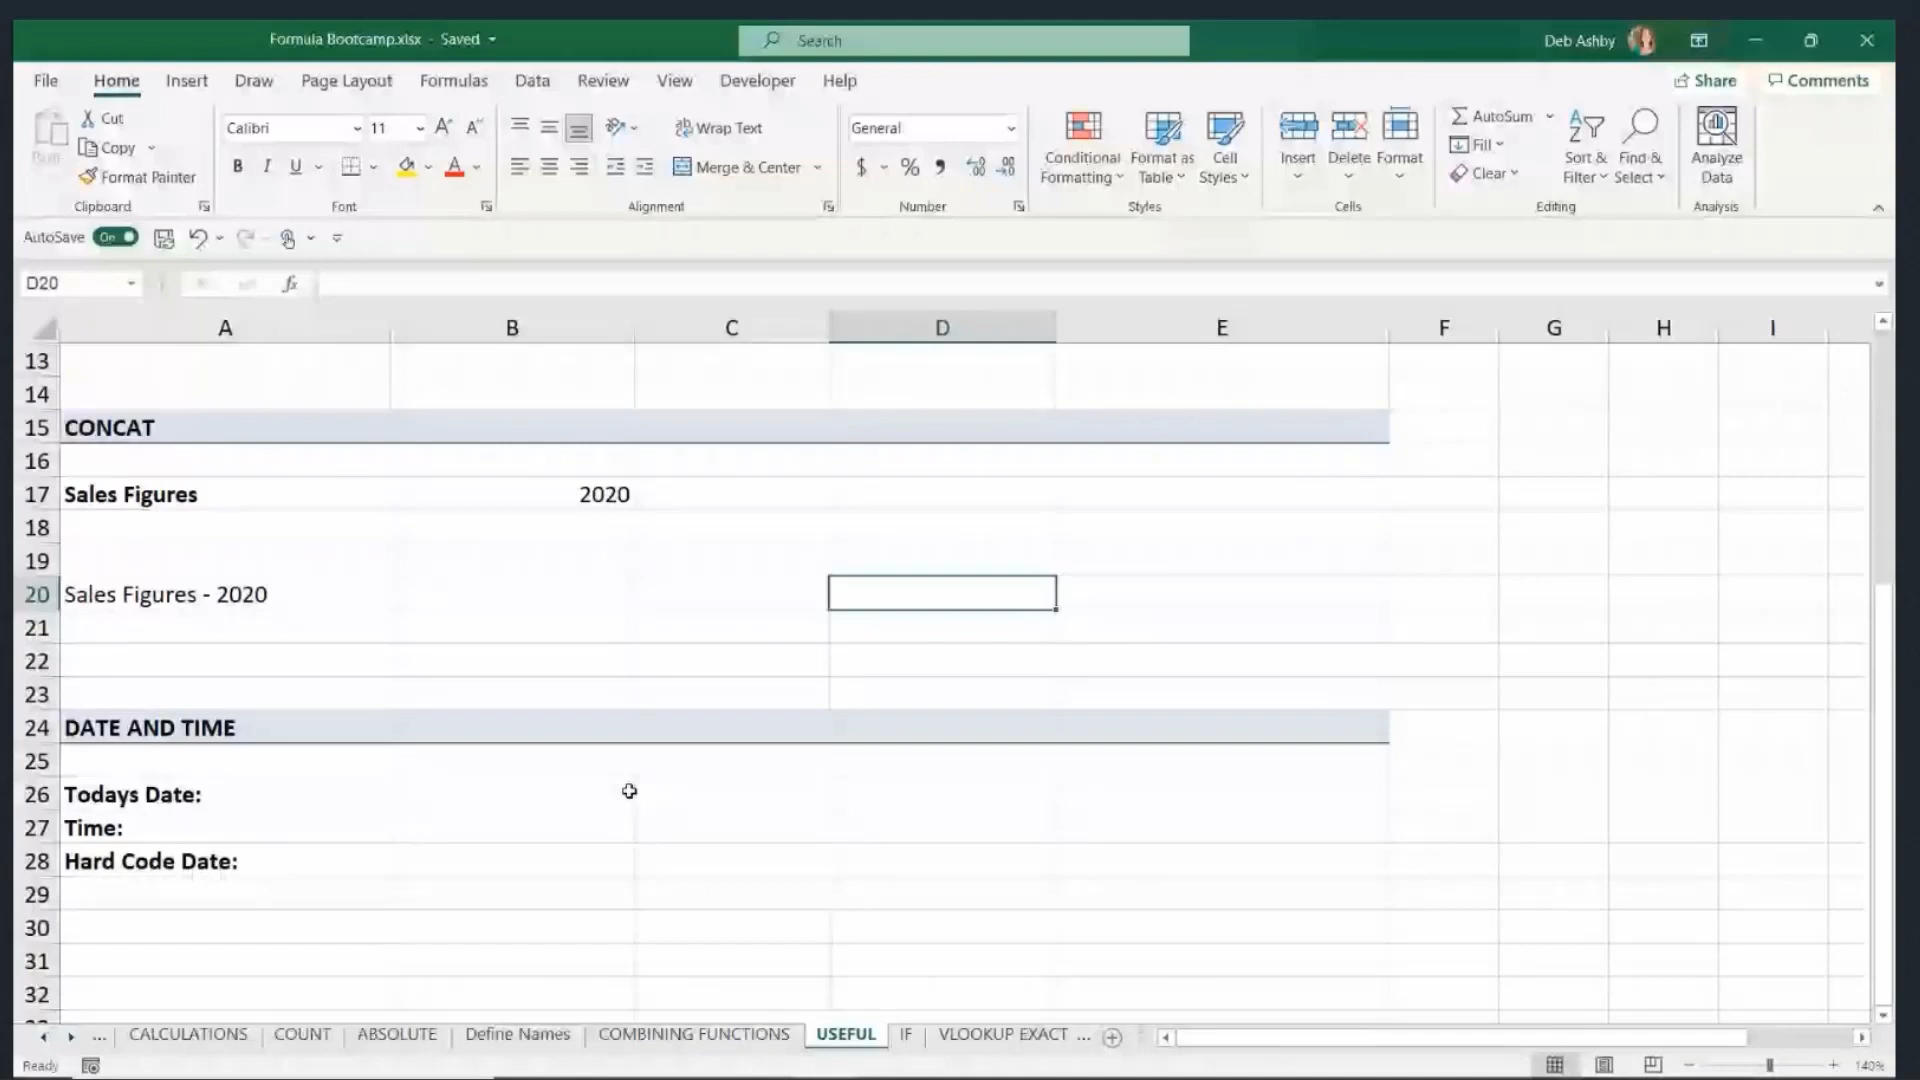 Formula Bootcamp.xlsx - Saved
Search
Deb Ashby
File Home Insert Draw Page Layout Formulas Data Review View Developer Help
Share Comments
Cut
Copy
Format Painter
Clipboard
Calibri 11
B I U
Font
Wrap Text
Merge & Center
Alignment
General
$ % ,
Number
Conditional Formatting
Format as Table
Cell Styles
Styles
Insert Delete Format
Cells
AutoSum
Fill
Clear
Sort & Filter
Find & Select
Editing
Analyze Data
Analysis
AutoSave On
D20 fx
A B C D E F G H I
13
14
15 CONCAT
16
17 Sales Figures 2020
18
19
20 Sales Figures - 2020
21
22
23
24 DATE AND TIME
25
26 Todays Date:
27 Time:
28 Hard Code Date:
29
30
31
32
... CALCULATIONS COUNT ABSOLUTE Define Names COMBINING FUNCTIONS USEFUL IF VLOOKUP EXACT ...
Ready 140%